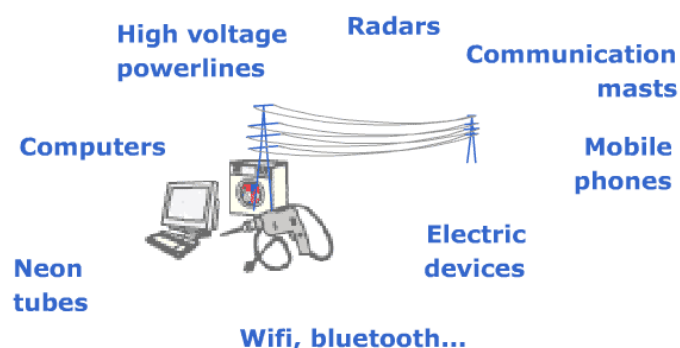 High voltage
powerlines
Radars
Communication
masts
Computers
Mobile
phones
Electric
devices
Neon
tubes
Wifi, bluetooth...